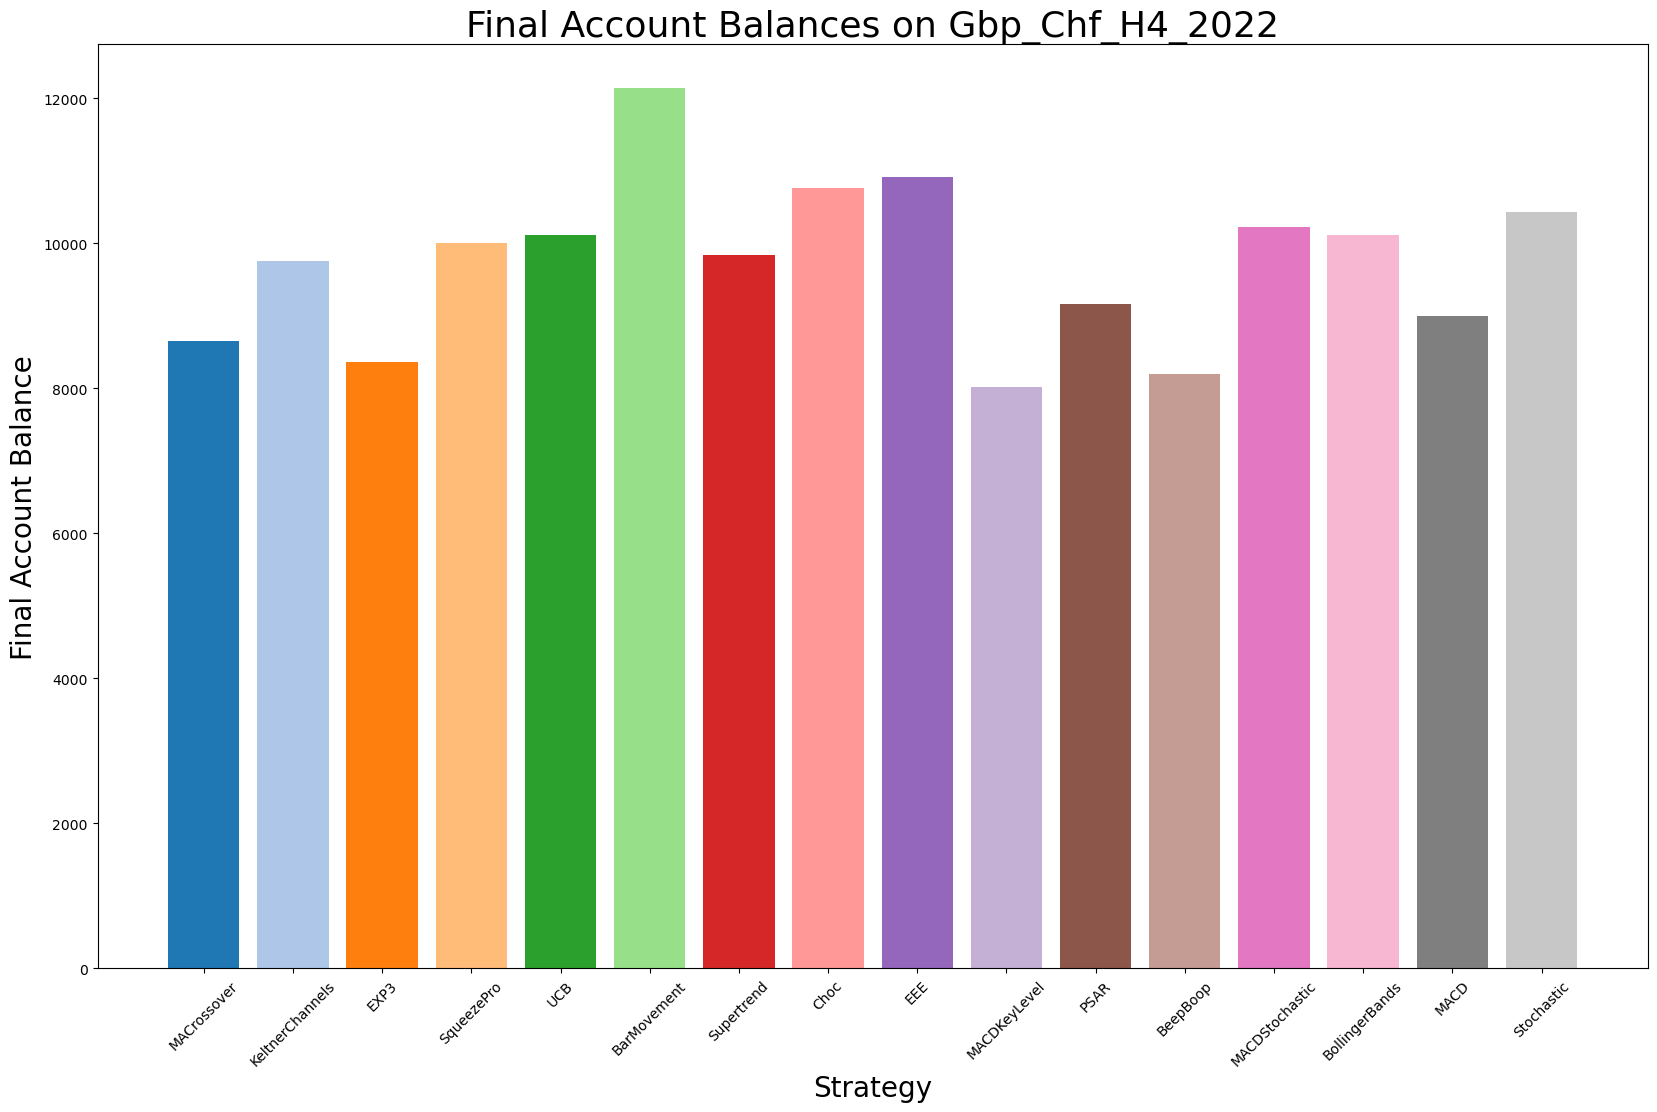 Final Account Balances on Gbp_Chf_H4_2022
Final Account Balance
12000
10000
8000
6000
4000
2000
0
MACrossover
KeltnerChannels
EXP3
SqueezePro
UCB
BarMovement
Supertrend
Choc
EEE
MACDKeyLevel
PSAR
BeepBoop
MACDStochastic
BollingerBands
MACD
Stochastic
Strategy